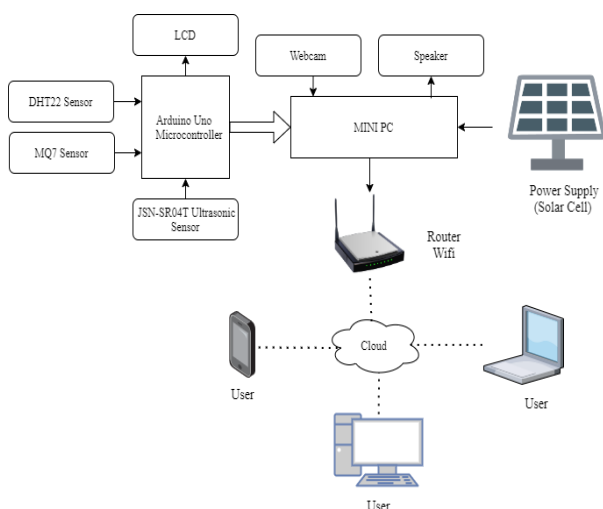 LCD
Webcam
Speaker
DHT22 Sensor
Arduino Uno
Microcontroller
MINI PC
MQ7 Sensor
JSN-SR04T Ultrasonic
Sensor
Power Supply
(Solar Cell)
Router
Wifi
Cloud
User
User
User